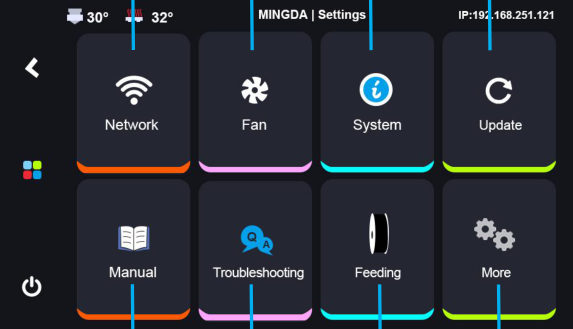 30° 32° MINGDA | Settings IP:192.168.251.121
Network Fan System Update
Manual Troubleshooting Feeding More